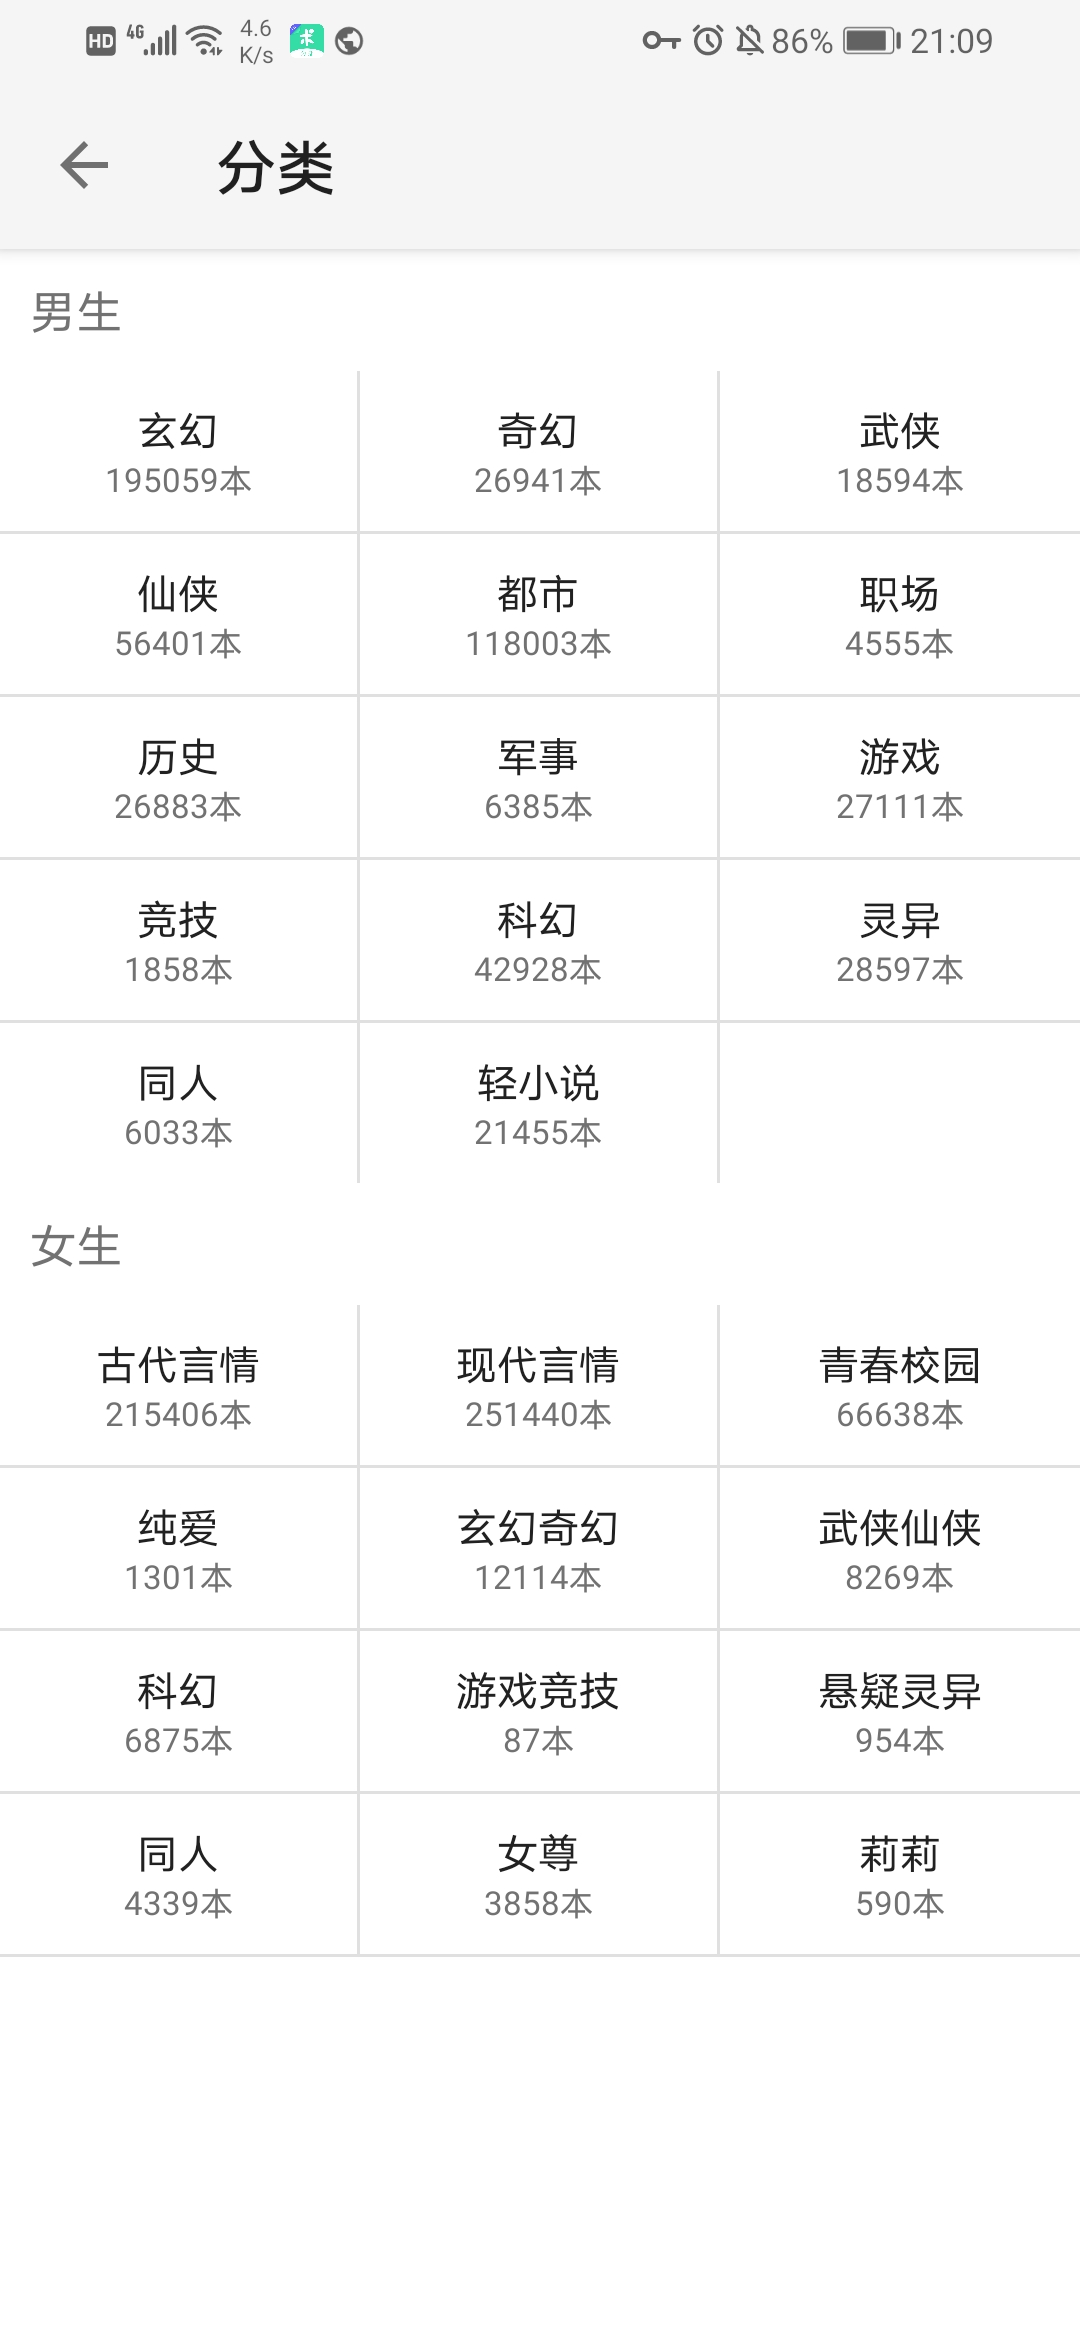 HD 4G 4.6 K/s 86% 21:09
分类
男生
玄幻 奇幻 武侠
195059本 26941本 18594本
仙侠 都市 职场
56401本 118003本 4555本
历史 军事 游戏
26883本 6385本 27111本
竞技 科幻 灵异
1858本 42928本 28597本
同人 轻小说
6033本 21455本
女生
古代言情 现代言情 青春校园
215406本 251440本 66638本
纯爱 玄幻奇幻 武侠仙侠
1301本 12114本 8269本
科幻 游戏竞技 悬疑灵异
6875本 87本 954本
同人 女尊 莉莉
4339本 3858本 590本